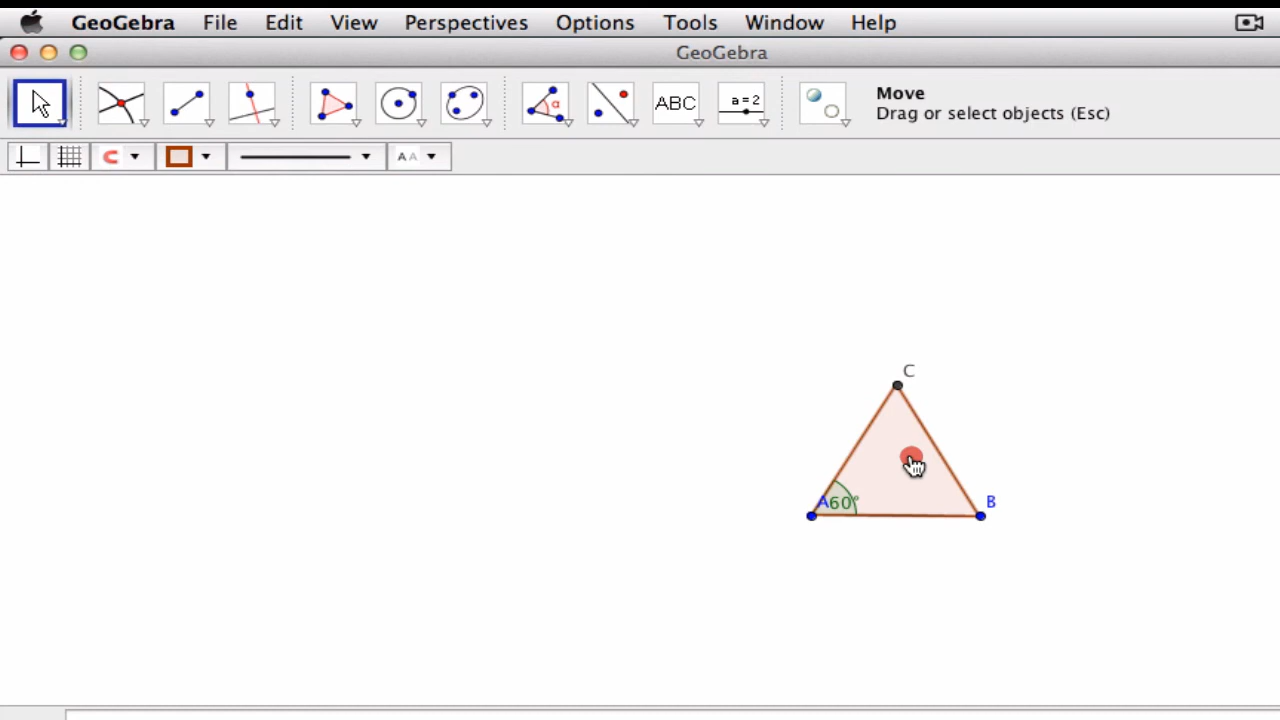 GeoGebra File Edit View Perspectives Options Tools Window Help
GeoGebra
α ABC a = 2
Move
Drag or select objects (Esc)
A A
C
A 60° B